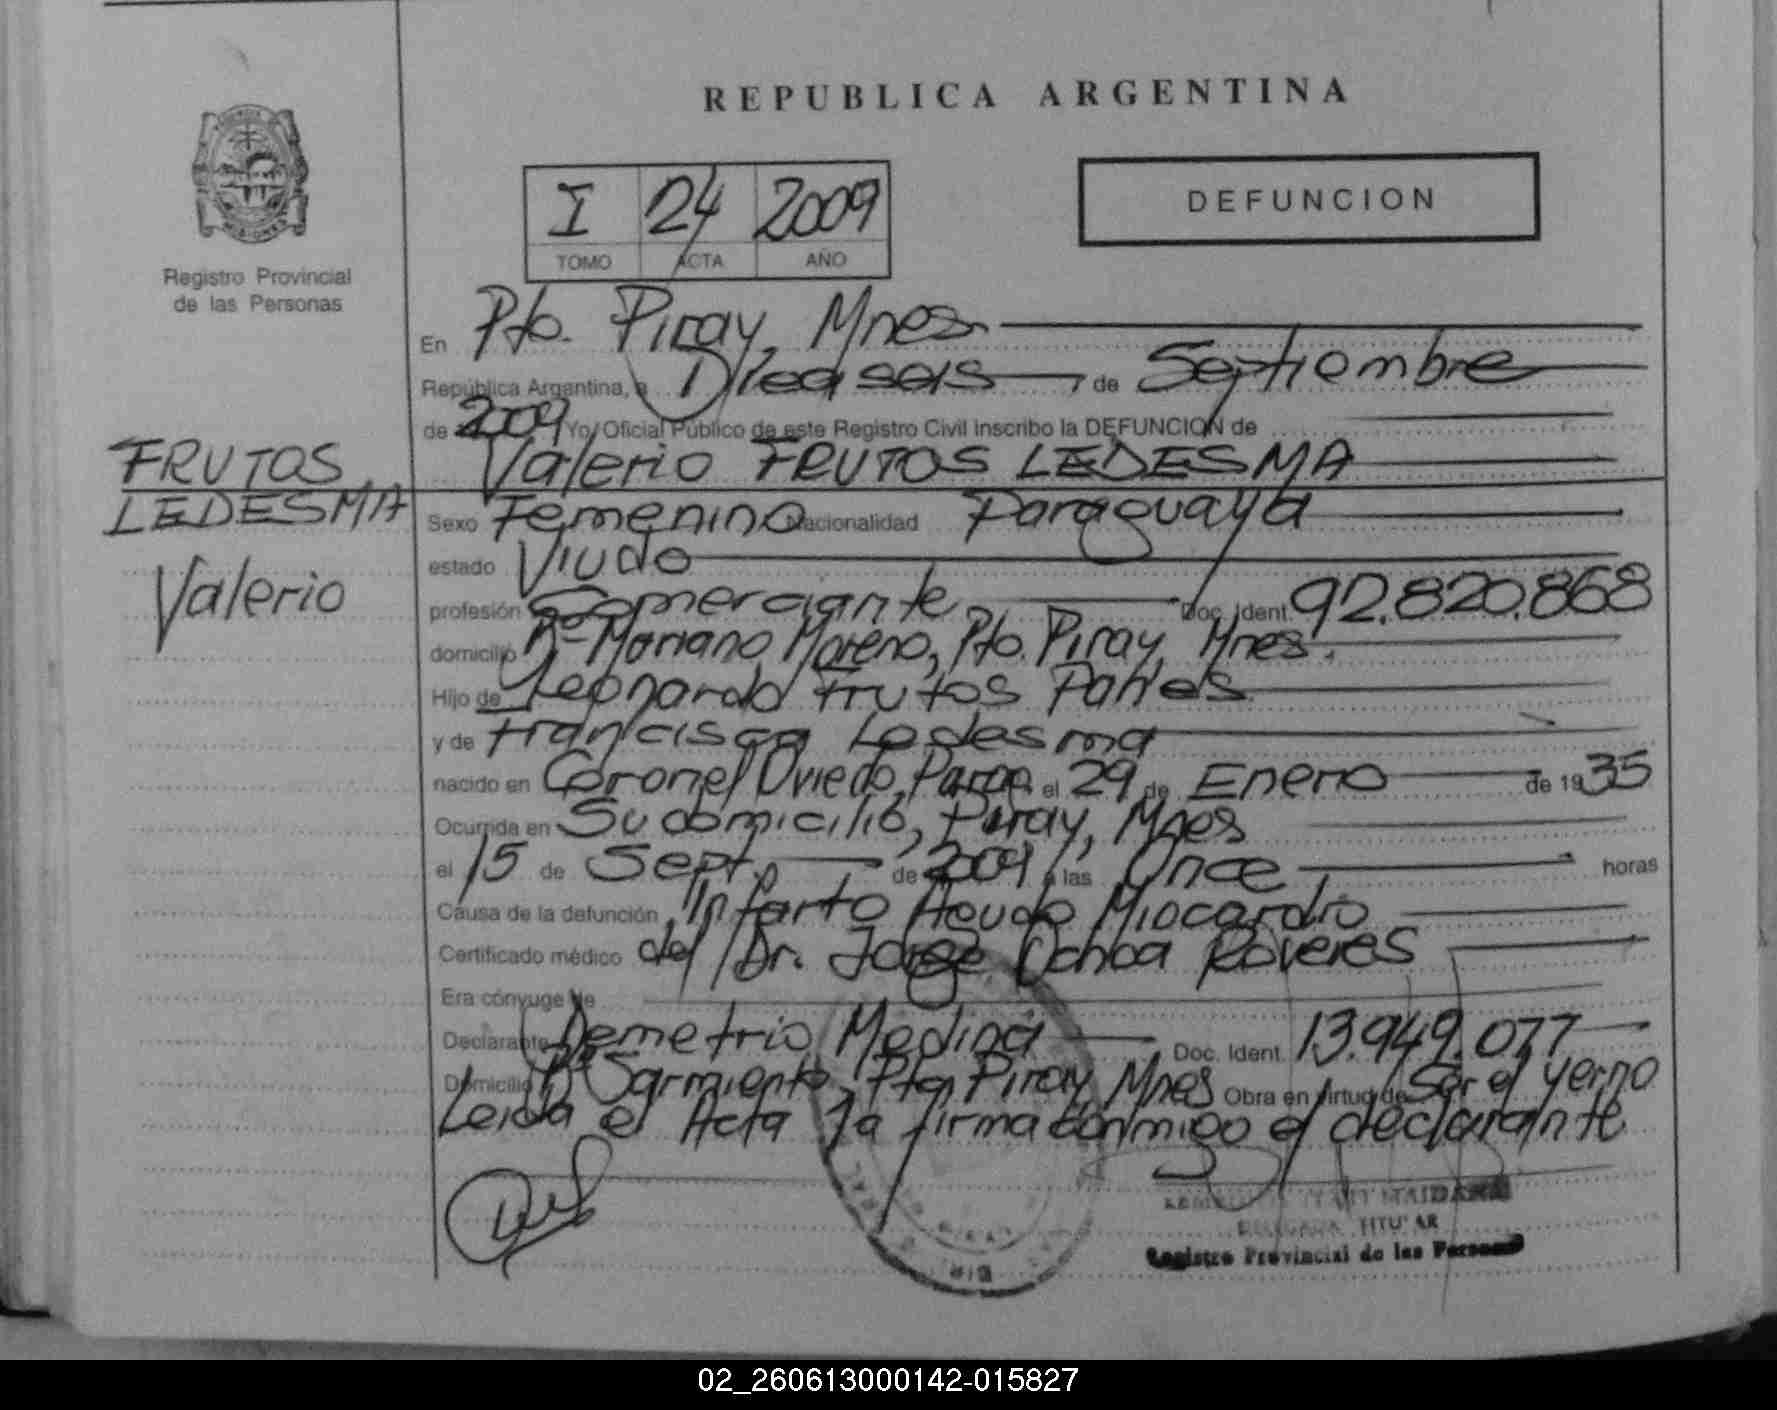 REPUBLICA ARGENTINA
DEFUNCION
I 24 2009
TOMO ACTA AÑO
MISIONES
Registro Provincial
de las Personas
En Pto. Piray, Mnes.
República Argentina, a Dieciseis, de Septiembre
de 2009 Yo, Oficial Público de este Registro Civil inscribo la DEFUNCION de
Valerio FRUTOS LEDESMA
FRUTOS
LEDESMA
Valerio
Sexo Femenino Nacionalidad Paraguaya
estado Viudo
profesión Comerciante Doc. Ident. 92.820.868
domicilio Bº Mariano Moreno, Pto. Piray, Mnes.
Hijo de Leonardo Frutos
y de Francisca Ledesma
nacido en Coronel Oviedo, el 29 de Enero de 1935
Ocurrida en Su domicilio, Piray, Mnes
el 15 de Sept. de 2009 a las Once horas
Causa de la defunción Infarto Agudo Miocardio
Certificado médico del Dr. Jorge Ochoa Roveres
Era cónyuge de
Declarante Demetrio Medina Doc. Ident. 13.949.077
Domicilio Bº Sarmiento, Pto. Piray, Mnes Obra en virtud de Ser el yerno
Leida el Acta la firma conmigo el declarante
MAIDANA
TITULAR
Registro Provincial de las Personas
02_260613000142-015827